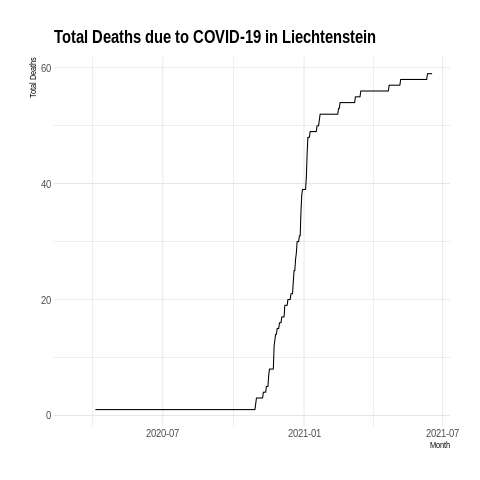 Total Deaths due to COVID-19 in Liechtenstein
Total Deaths
60
40
20
0
2020-07
2021-01
2021-07
Month